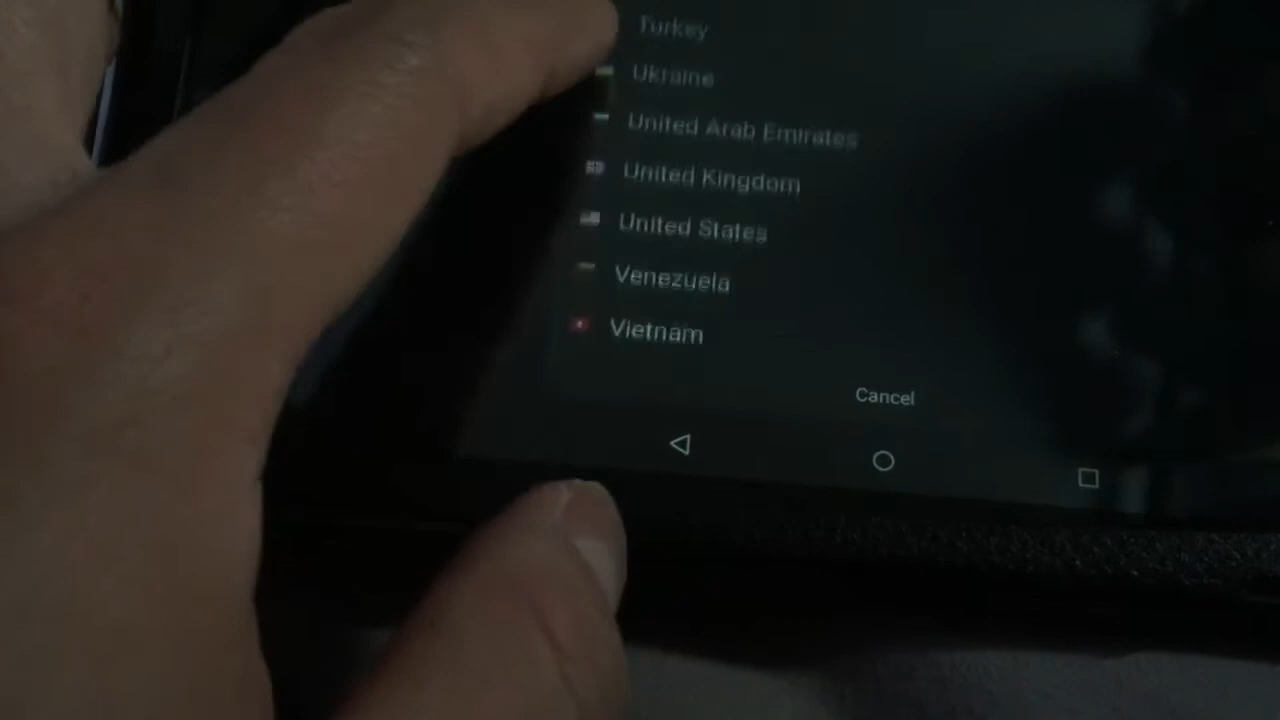 Turkey
Ukraine
United Arab Emirates
United Kingdom
United States
Venezuela
Vietnam
Cancel